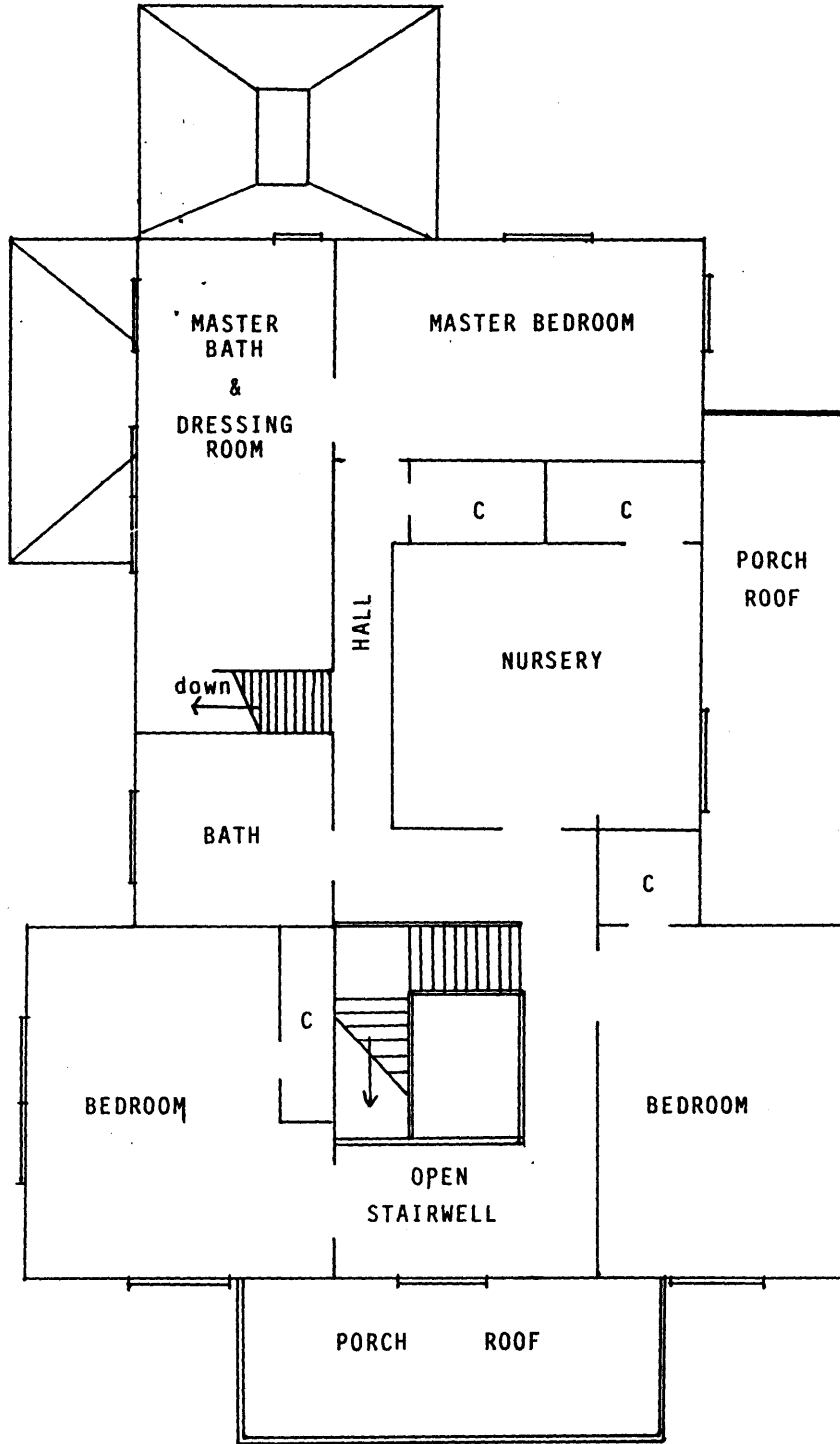 MASTER
BATH
&
DRESSING
ROOM
MASTER BEDROOM
C
C
PORCH
ROOF
HALL
NURSERY
down
BATH
C
C
BEDROOM
BEDROOM
OPEN
STAIRWELL
PORCH ROOF